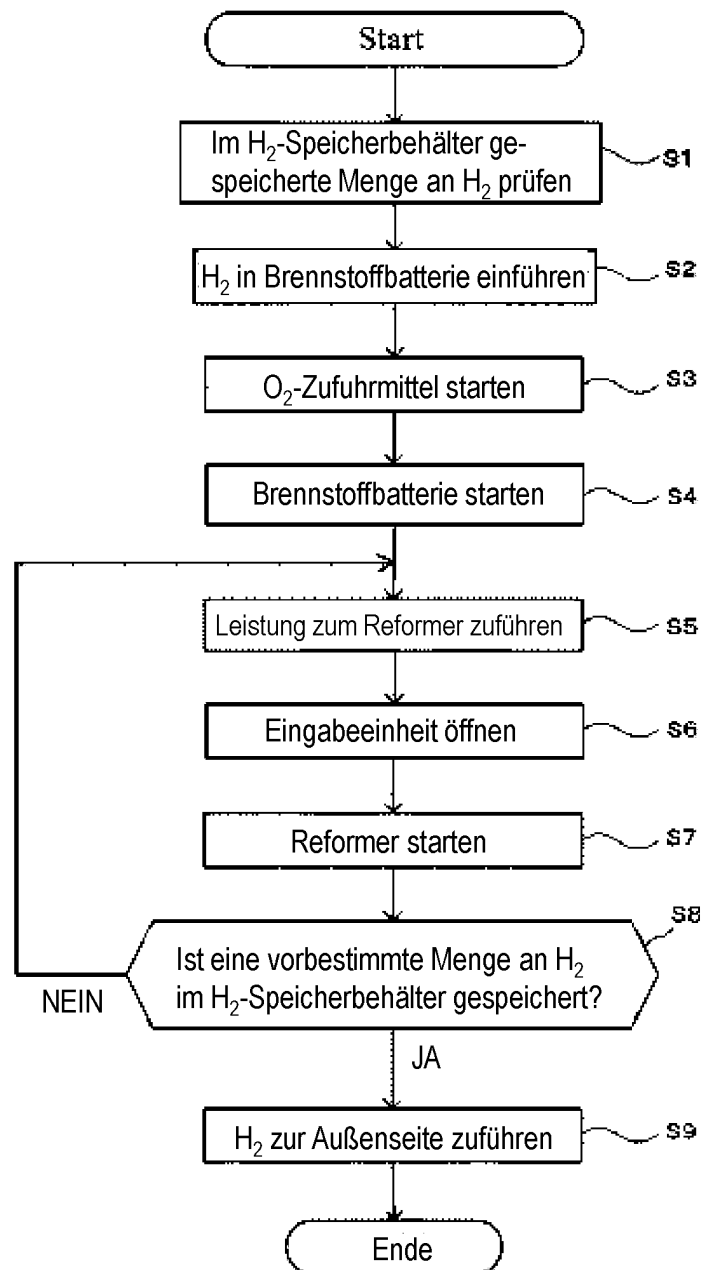 Start
Im H₂-Speicherbehälter ge-
speicherte Menge an H₂ prüfen
S1
H₂ in Brennstoffbatterie einführen
S2
O₂-Zufuhrmittel starten
S3
Brennstoffbatterie starten
S4
Leistung zum Reformer zuführen
S5
Eingabeeinheit öffnen
S6
Reformer starten
S7
Ist eine vorbestimmte Menge an H₂
im H₂-Speicherbehälter gespeichert?
S8
NEIN
JA
H₂ zur Außenseite zuführen
S9
Ende